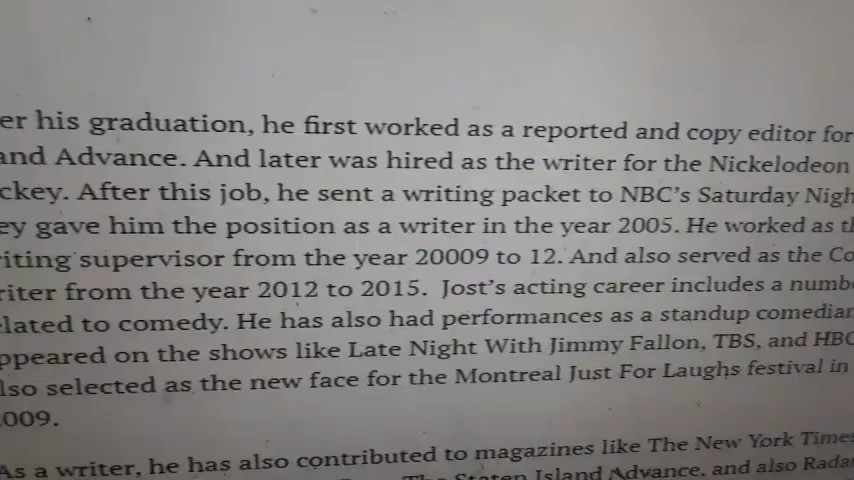 er his graduation, he first worked as a reported and copy editor for
and Advance. And later was hired as the writer for the Nickelodeon
ckey. After this job, he sent a writing packet to NBC's Saturday Nigh
ey gave him the position as a writer in the year 2005. He worked as th
riting supervisor from the year 20009 to 12. And also served as the Co
riter from the year 2012 to 2015. Jost's acting career includes a numbe
elated to comedy. He has also had performances as a standup comedian
ppeared on the shows like Late Night With Jimmy Fallon, TBS, and HBO
lso selected as the new face for the Montreal Just For Laughs festival in
009.
As a writer, he has also contributed to magazines like The New York Times
The Staten Island Advance, and also Radar